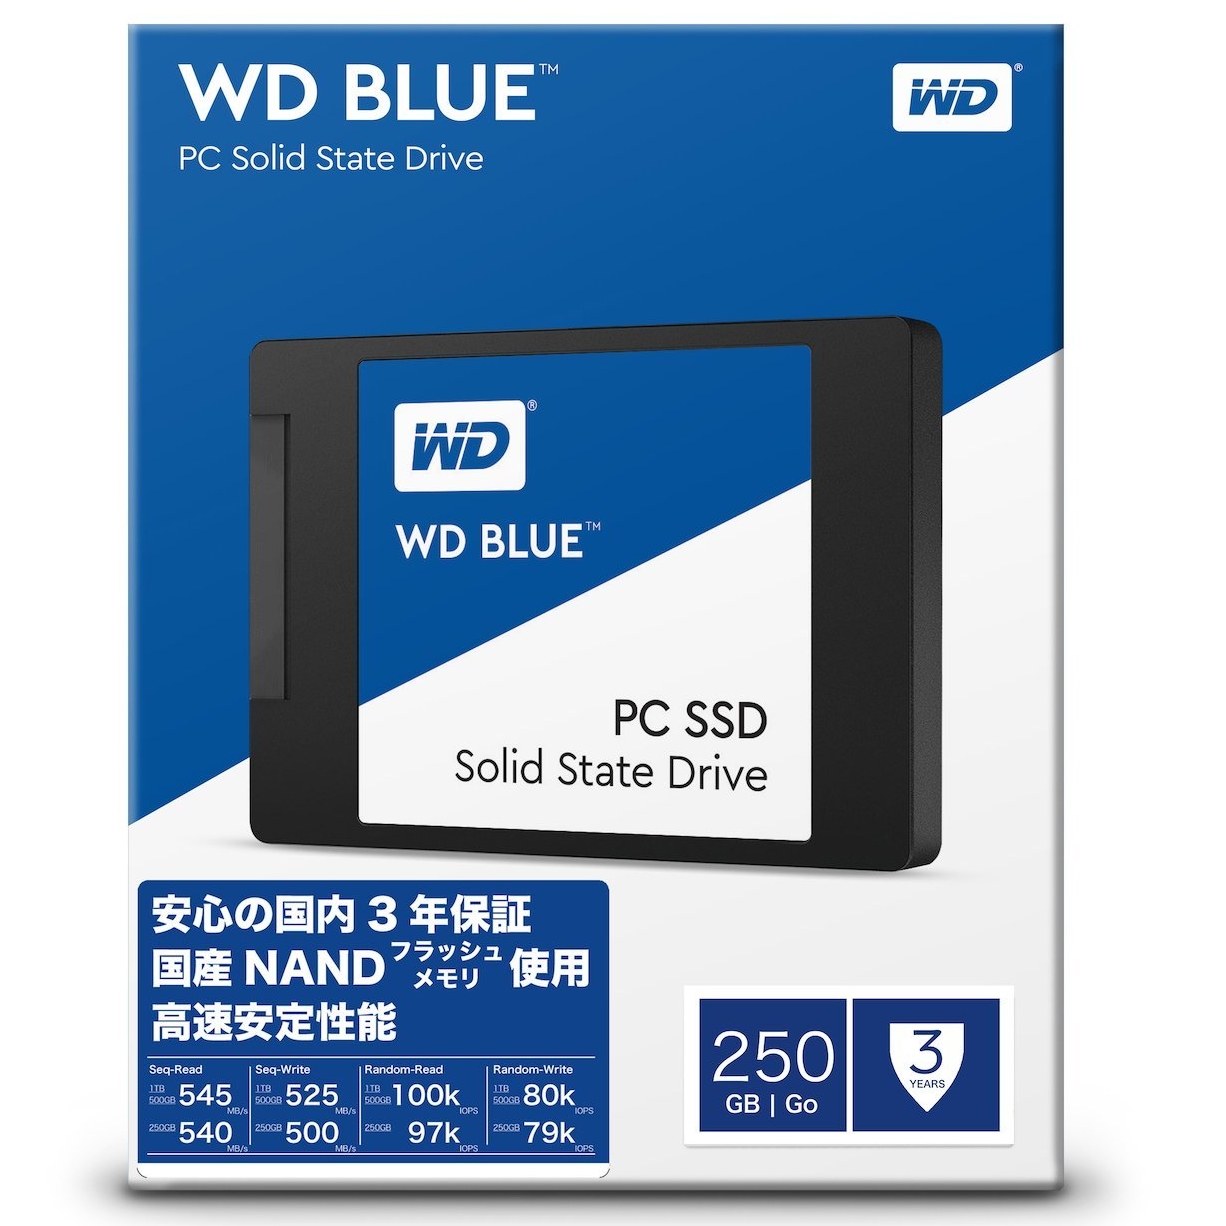 WD BLUE™
PC Solid State Drive
WD®
WD®
WD BLUE™
PC SSD
Solid State Drive
安心の国内 3 年保証
国産 NAND フラッシュメモリ 使用
高速安定性能
Seq-Read Seq-Write Random-Read Random-Write
1TB 500GB 545 MB/s 1TB 500GB 525 MB/s 1TB 500GB 100k IOPS 1TB 500GB 80k IOPS
250GB 540 MB/s 250GB 500 MB/s 250GB 97k IOPS 250GB 79k IOPS
250
GB | Go
3
YEARS